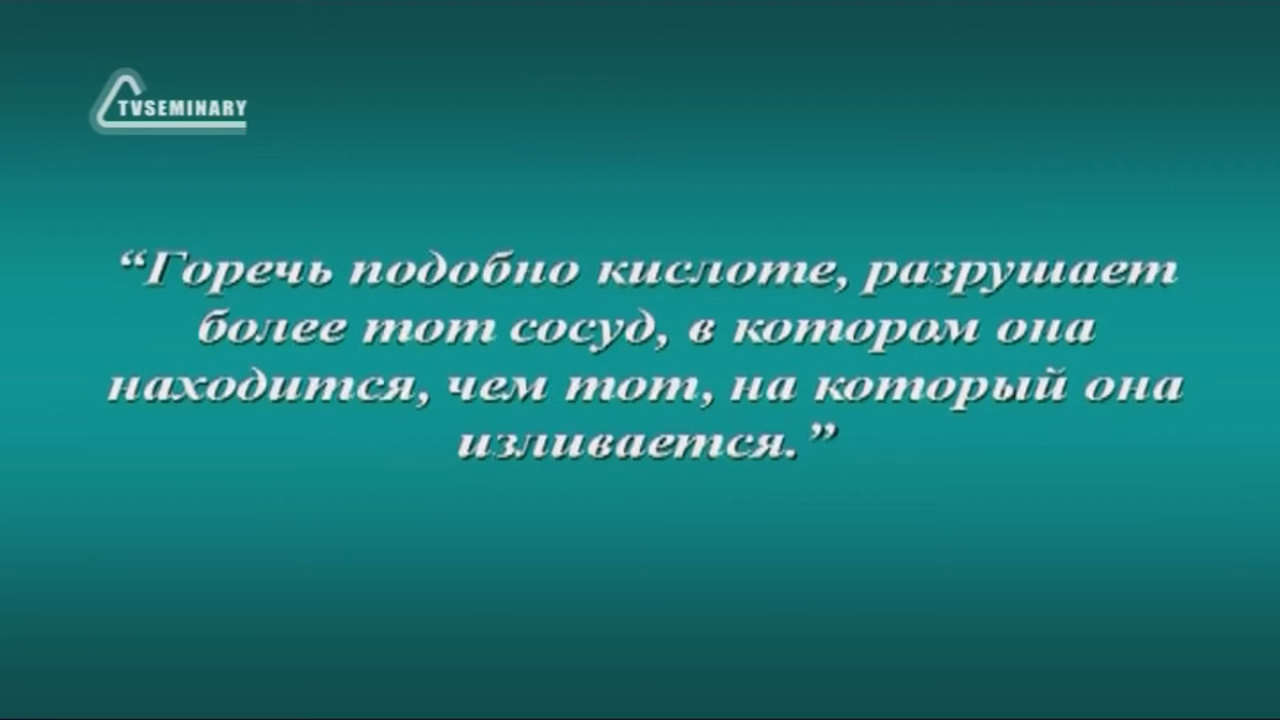 TVSEMINARY
“Горечь подобно кислоте, разрушает
более тот сосуд, в котором она
находится, чем тот, на который она
изливается.”